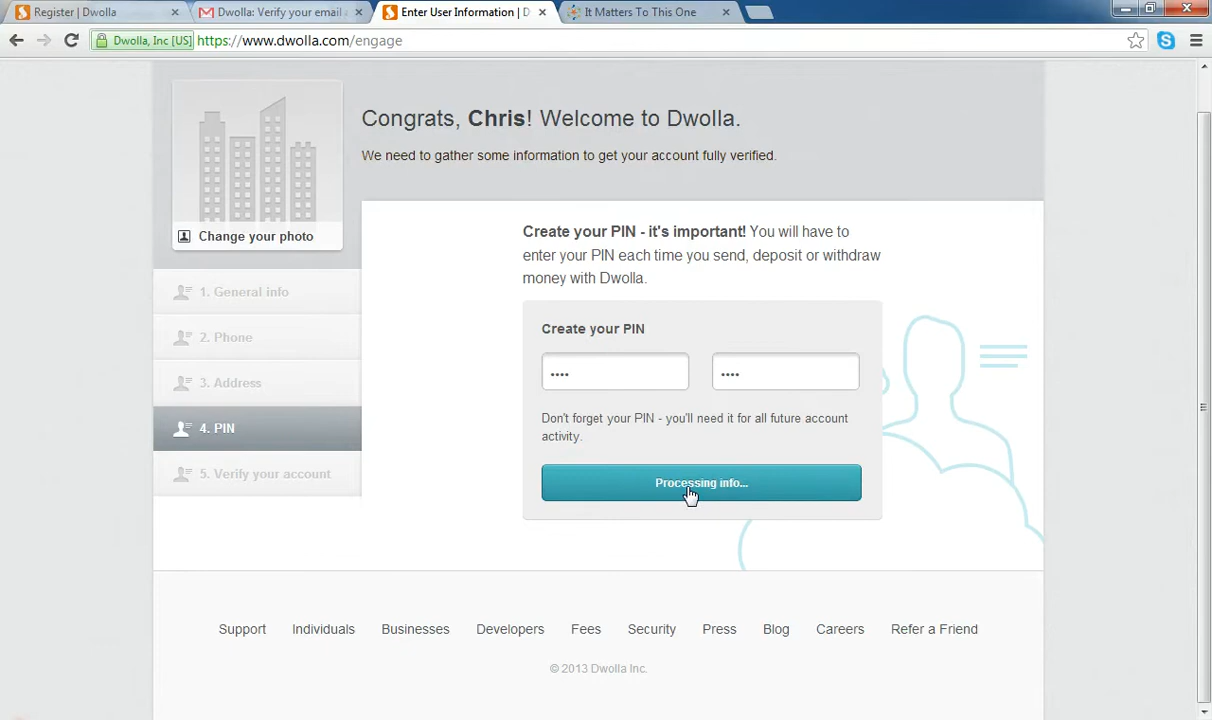 Register | Dwolla
Dwolla: Verify your email a
Enter User Information | D
It Matters To This One
Dwolla, Inc [US]
https://www.dwolla.com/engage
Congrats, Chris! Welcome to Dwolla.
We need to gather some information to get your account fully verified.
Change your photo
1. General info
2. Phone
3. Address
4. PIN
5. Verify your account
Create your PIN - it's important! You will have to
enter your PIN each time you send, deposit or withdraw
money with Dwolla.
Create your PIN
Don't forget your PIN - you'll need it for all future account
activity.
Processing info...
Support Individuals Businesses Developers Fees Security Press Blog Careers Refer a Friend
© 2013 Dwolla Inc.